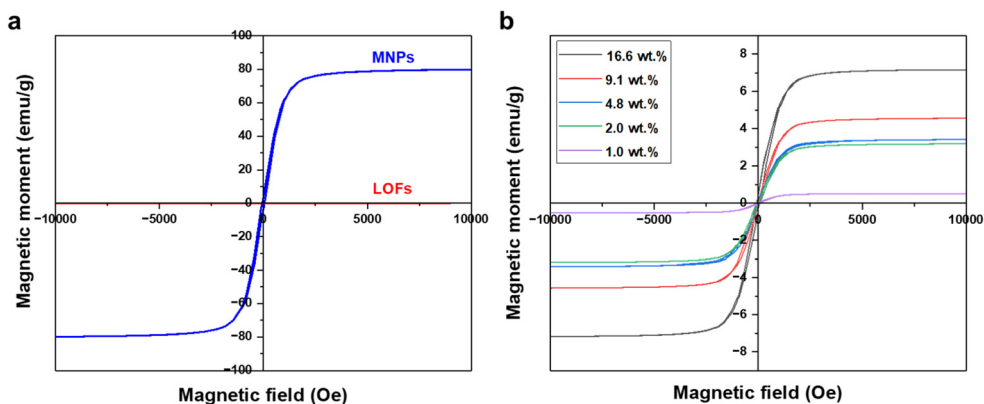 a
MNPs
LOFs
Magnetic moment (emu/g)
100
80
60
40
20
0
−20
−40
−60
−80
−100
−10000
−5000
0
5000
10000
Magnetic field (Oe)
b
16.6 wt.%
9.1 wt.%
4.8 wt.%
2.0 wt.%
1.0 wt.%
Magnetic moment (emu/g)
8
6
4
2
0
−2
−4
−6
−8
−10000
−5000
0
5000
10000
Magnetic field (Oe)